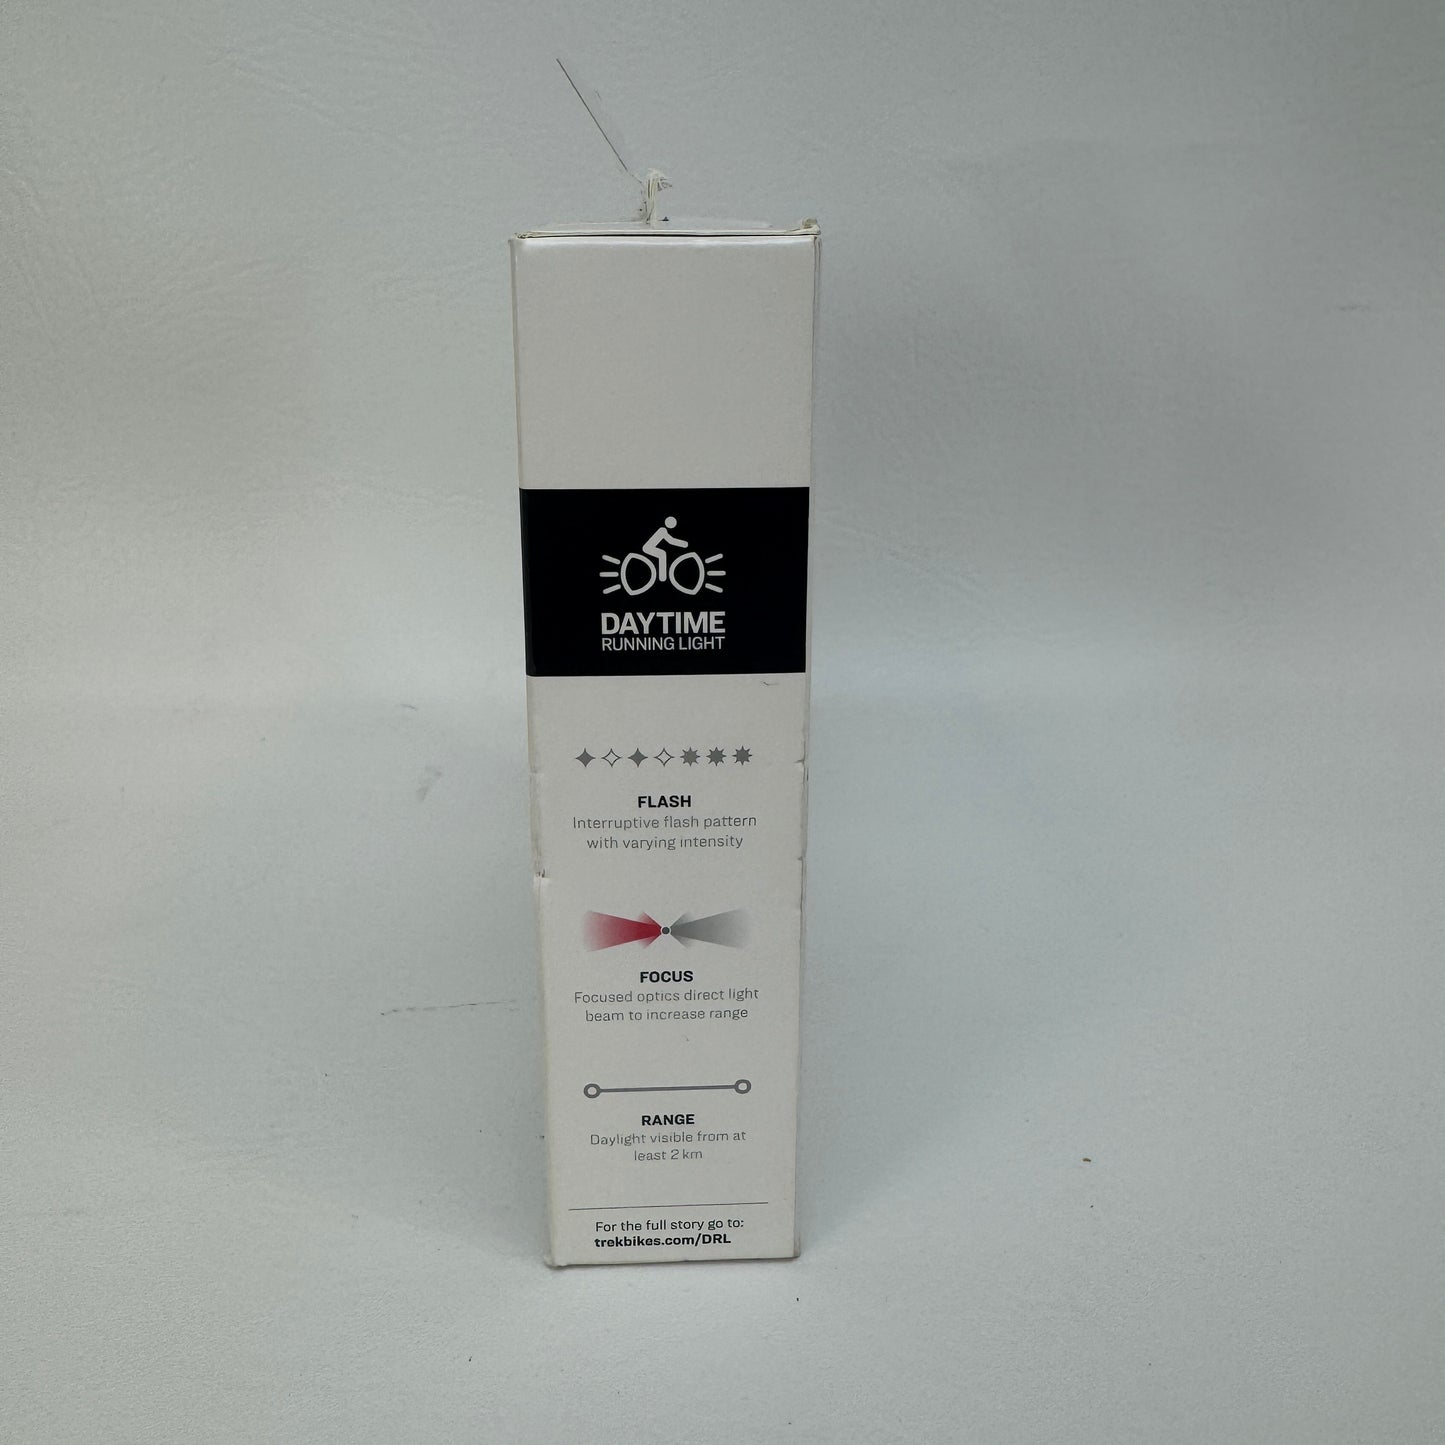 DAYTIME
RUNNING LIGHT
FLASH
Interruptive flash pattern
with varying intensity
FOCUS
Focused optics direct light
beam to increase range
RANGE
Daylight visible from at
least 2 km
For the full story go to:
trekbikes.com/DRL